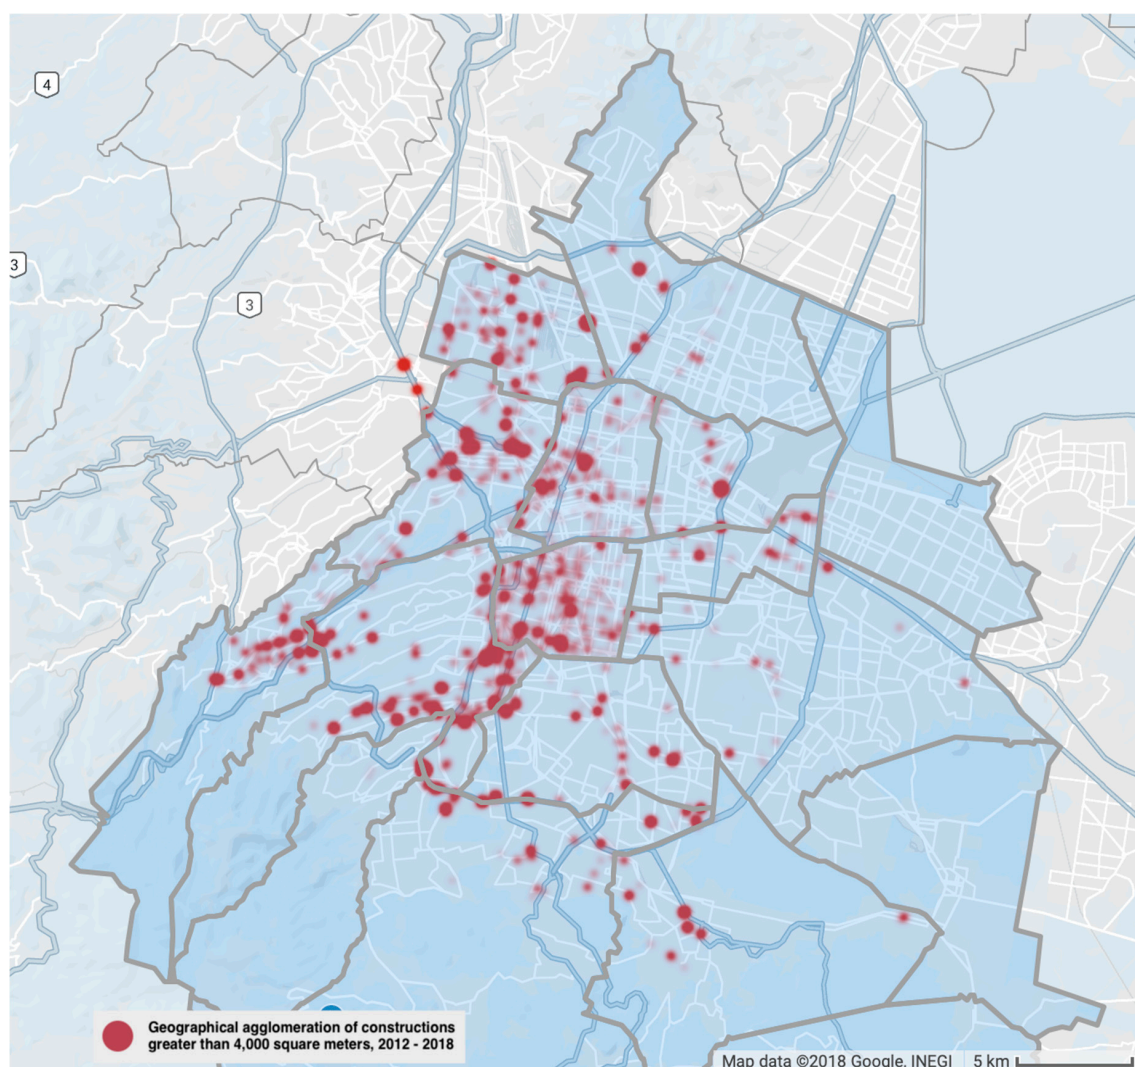 4
3
3
Geographical agglomeration of constructions
greater than 4,000 square meters, 2012 - 2018
Map data ©2018 Google, INEGI 5 km